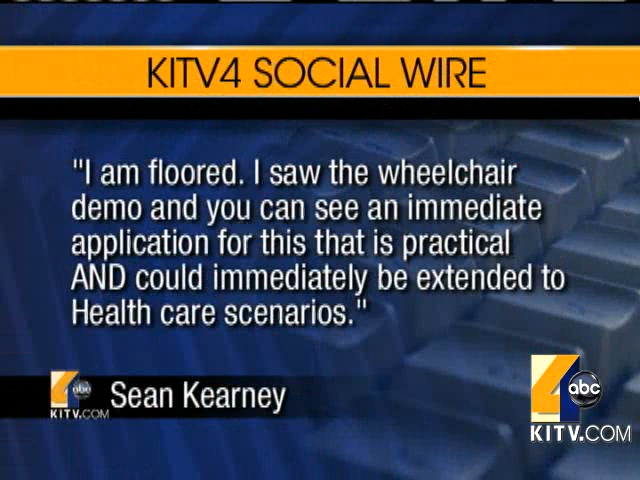 KITV4 SOCIAL WIRE
"I am floored. I saw the wheelchair
demo and you can see an immediate
application for this that is practical
AND could immediately be extended to
Health care scenarios."
4 abc
KITV.COM
Sean Kearney
4 abc
KITV.COM